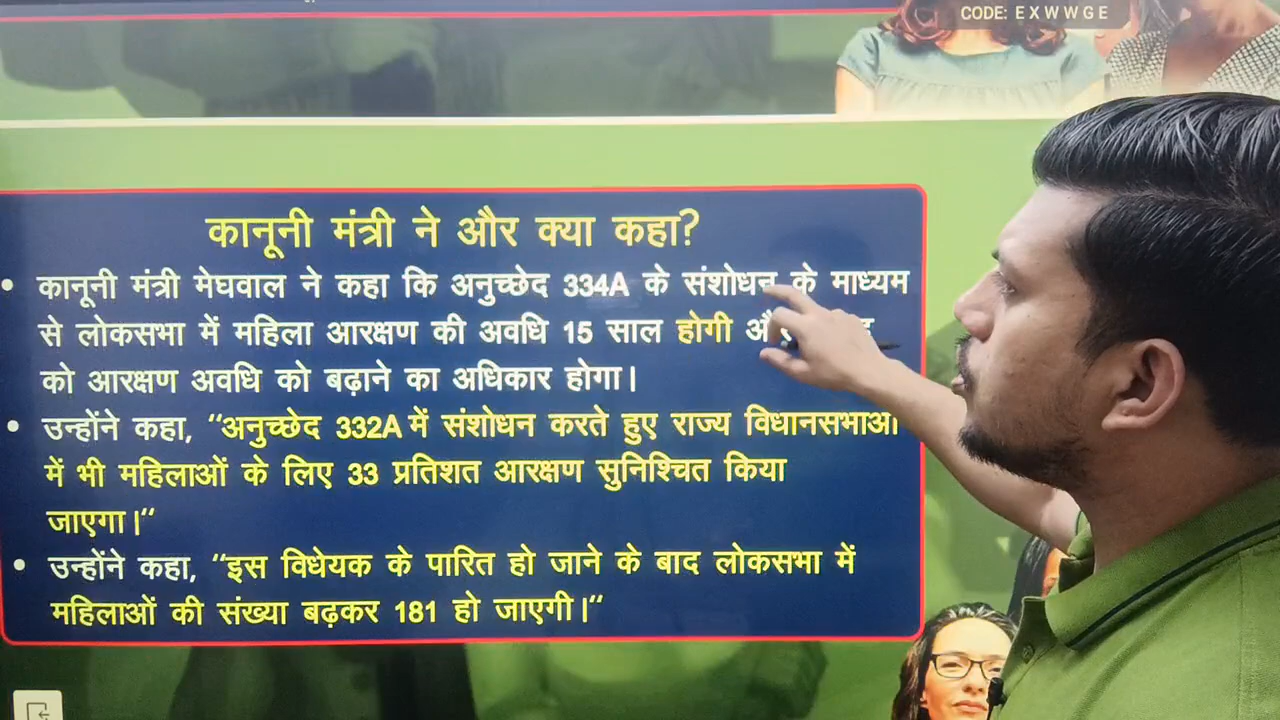 CODE: E X W W G E
कानूनी मंत्री ने और क्या कहा?
• कानूनी मंत्री मेघवाल ने कहा कि अनुच्छेद 334A के संशोधन के माध्यम
से लोकसभा में महिला आरक्षण की अवधि 15 साल होगी
को आरक्षण अवधि को बढ़ाने का अधिकार होगा।
• उन्होंने कहा, “अनुच्छेद 332A में संशोधन करते हुए राज्य विधानसभाओं
में भी महिलाओं के लिए 33 प्रतिशत आरक्षण सुनिश्चित किया
जाएगा।“
• उन्होंने कहा, “इस विधेयक के पारित हो जाने के बाद लोकसभा में
महिलाओं की संख्या बढ़कर 181 हो जाएगी।“